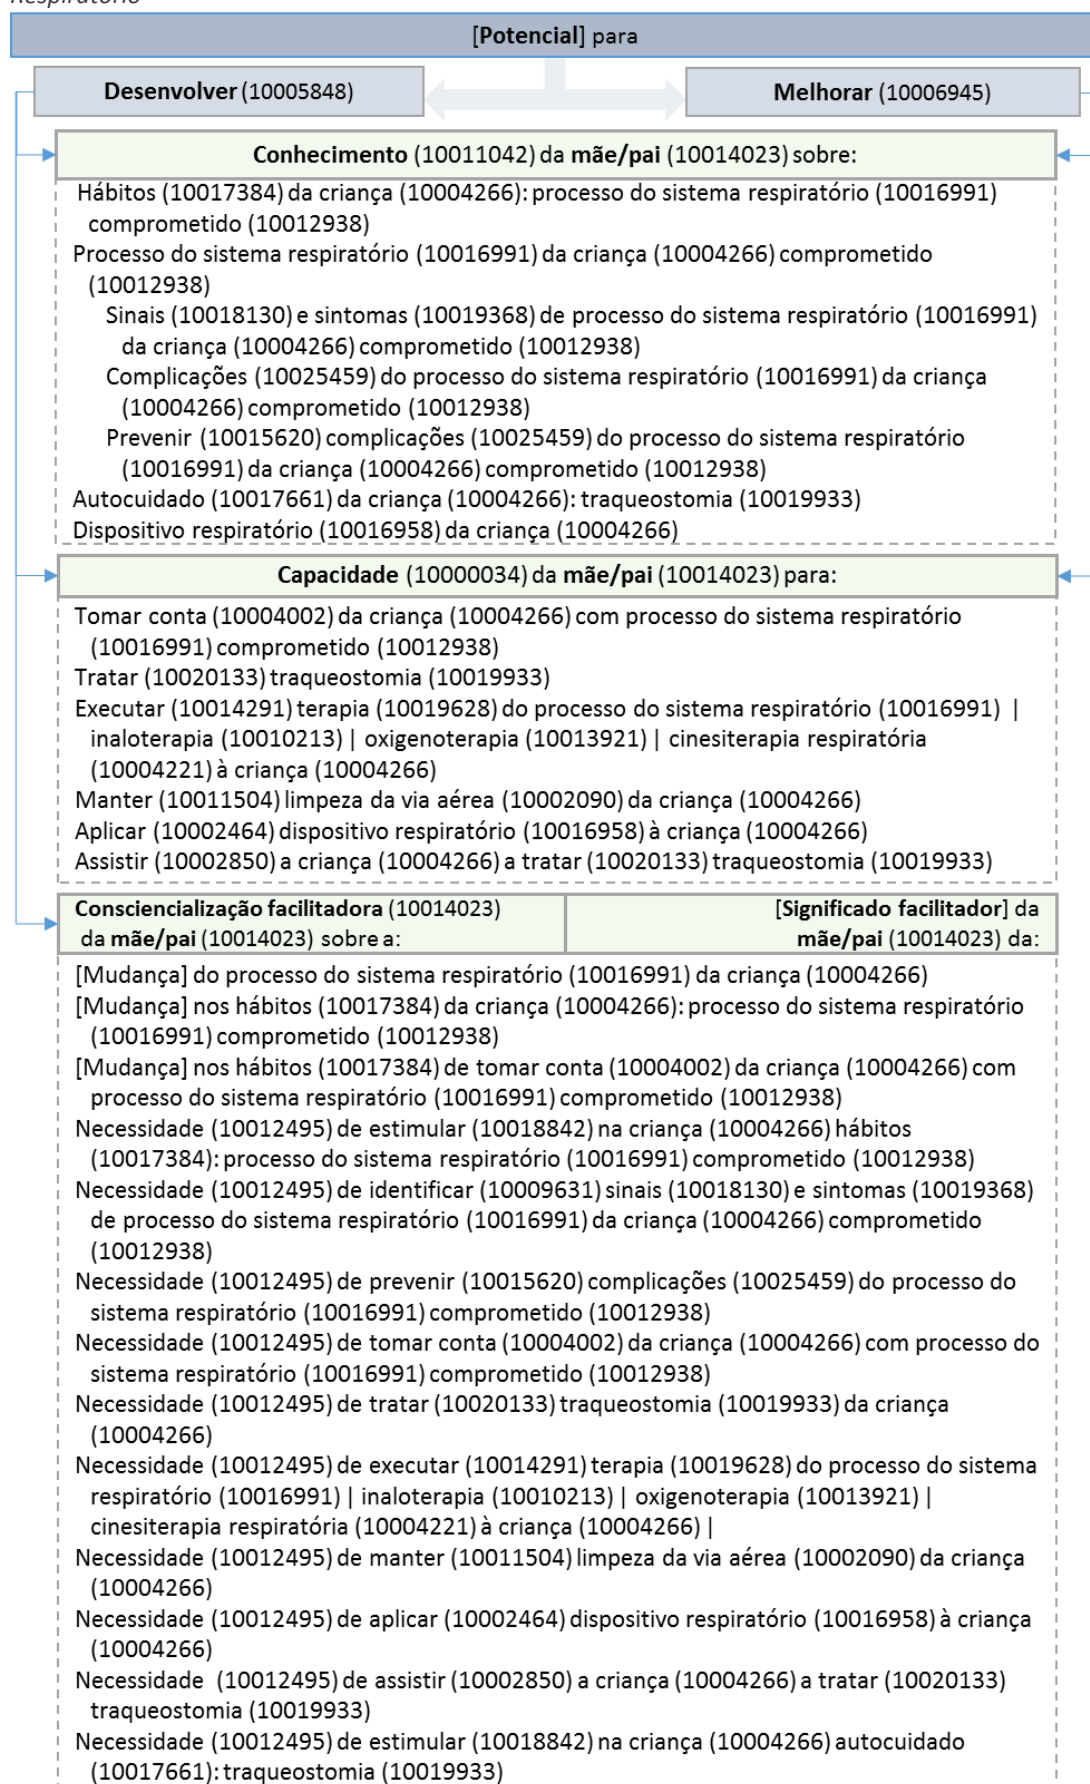 Respiratório
[Potencial] para
Desenvolver (10005848)
Melhorar (10006945)
Conhecimento (10011042) da mãe/pai (10014023) sobre:
Hábitos (10017384) da criança (10004266): processo do sistema respiratório (10016991)
comprometido (10012938)
Processo do sistema respiratório (10016991) da criança (10004266) comprometido
(10012938)
Sinais (10018130) e sintomas (10019368) de processo do sistema respiratório (10016991)
da criança (10004266) comprometido (10012938)
Complicações (10025459) do processo do sistema respiratório (10016991) da criança
(10004266) comprometido (10012938)
Prevenir (10015620) complicações (10025459) do processo do sistema respiratório
(10016991) da criança (10004266) comprometido (10012938)
Autocuidado (10017661) da criança (10004266): traqueostomia (10019933)
Dispositivo respiratório (10016958) da criança (10004266)
Capacidade (10000034) da mãe/pai (10014023) para:
Tomar conta (10004002) da criança (10004266) com processo do sistema respiratório
(10016991) comprometido (10012938)
Tratar (10020133) traqueostomia (10019933)
Executar (10014291) terapia (10019628) do processo do sistema respiratório (10016991) |
inaloterapia (10010213) | oxigenoterapia (10013921) | cinesiterapia respiratória
(10004221) à criança (10004266)
Manter (10011504) limpeza da via aérea (10002090) da criança (10004266)
Aplicar (10002464) dispositivo respiratório (10016958) à criança (10004266)
Assistir (10002850) a criança (10004266) a tratar (10020133) traqueostomia (10019933)
Consciencialização facilitadora (10014023)
da mãe/pai (10014023) sobre a:
[Significado facilitador] da
mãe/pai (10014023) da:
[Mudança] do processo do sistema respiratório (10016991) da criança (10004266)
[Mudança] nos hábitos (10017384) da criança (10004266): processo do sistema respiratório
(10016991) comprometido (10012938)
[Mudança] nos hábitos (10017384) de tomar conta (10004002) da criança (10004266) com
processo do sistema respiratório (10016991) comprometido (10012938)
Necessidade (10012495) de estimular (10018842) na criança (10004266) hábitos
(10017384): processo do sistema respiratório (10016991) comprometido (10012938)
Necessidade (10012495) de identificar (10009631) sinais (10018130) e sintomas (10019368)
de processo do sistema respiratório (10016991) da criança (10004266) comprometido
(10012938)
Necessidade (10012495) de prevenir (10015620) complicações (10025459) do processo do
sistema respiratório (10016991) comprometido (10012938)
Necessidade (10012495) de tomar conta (10004002) da criança (10004266) com processo do
sistema respiratório (10016991) comprometido (10012938)
Necessidade (10012495) de tratar (10020133) traqueostomia (10019933) da criança
(10004266)
Necessidade (10012495) de executar (10014291) terapia (10019628) do processo do sistema
respiratório (10016991) | inaloterapia (10010213) | oxigenoterapia (10013921) |
cinesiterapia respiratória (10004221) à criança (10004266) |
Necessidade (10012495) de manter (10011504) limpeza da via aérea (10002090) da criança
(10004266)
Necessidade (10012495) de aplicar (10002464) dispositivo respiratório (10016958) à criança
(10004266)
Necessidade (10012495) de assistir (10002850) a criança (10004266) a tratar (10020133)
traqueostomia (10019933)
Necessidade (10012495) de estimular (10018842) na criança (10004266) autocuidado
(10017661): traqueostomia (10019933)